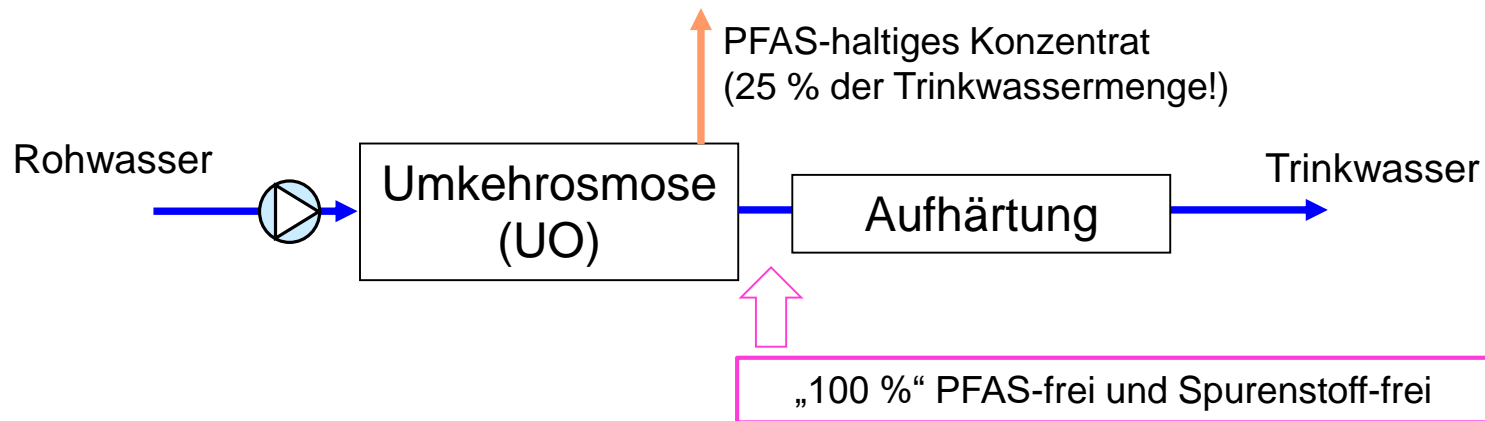 PFAS-haltiges Konzentrat
(25 % der Trinkwassermenge!)
Rohwasser
Umkehrosmose
(UO)
Aufhärtung
Trinkwasser
„100 %“ PFAS-frei und Spurenstoff-frei